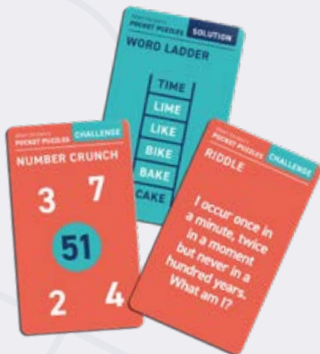 POCKET PUZZLES SOLUTION
WORD LADDER
TIME
LIME
LIKE
BIKE
BAKE
CAKE
POCKET PUZZLES CHALLENGE
NUMBER CRUNCH
3 7
51
2 4
POCKET PUZZLES CHALLENGE
RIDDLE
I occur once in
a minute, twice
in a moment
but never in a
hundred years.
What am I?